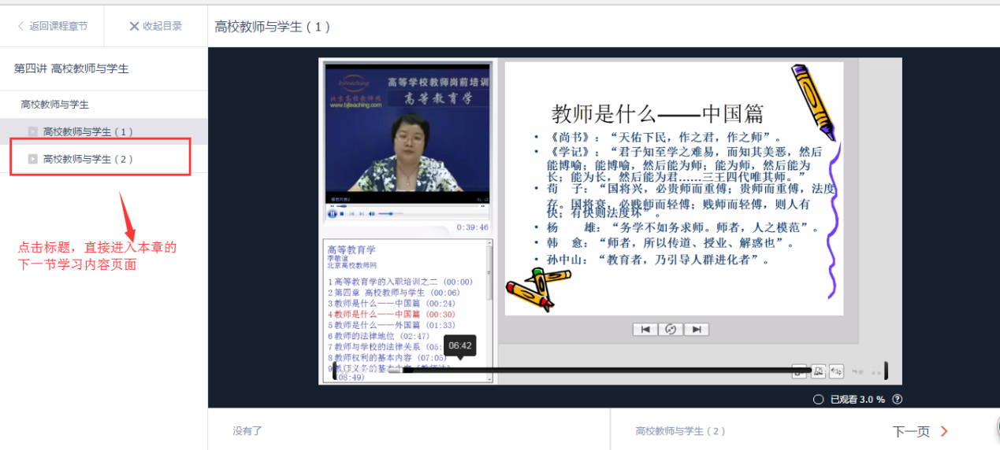 返回课程章节
收起目录
高校教师与学生（1）
第四讲 高校教师与学生
高校教师与学生
高校教师与学生（1）
高校教师与学生（2）
点击标题，直接进入本章的
下一节学习内容页面
bjteaching
北京高校教师网
www.bjteaching.com
高等学校教师岗前培训
高等教育学
0:39:46
高等教育学
李敬谊
北京高校教师网
1高等教育学的入职培训之二 (00:00)
2第四章 高校教师与学生 (00:06)
3教师是什么——中国篇 (00:24)
4教师是什么——中国篇 (00:30)
5教师是什么——外国篇 (01:33)
6教师的法律地位 (02:47)
7教师与学校的法律关系 (05:
8教师权利的基本内容 (07:05)
(08:49)
06:42
教师是什么——中国篇
• 《尚书》：“天佑下民，作之君，作之师”。
• 《学记》：“君子知至学之难易，而知其美恶，然后
能博喻；能博喻，然后能为师；能为师，然后能为
长；能为长，然后能为君……三王四代唯其师。”
• 荀 子：“国将兴，必贵师而重傅；贵师而重傅，法度
存。国将衰，必贱师而轻傅；贱师而轻傅，则人有
快；有快则法度坏”。
• 杨 雄：“务学不如务求师。师者，人之模范”。
• 韩 愈：“师者，所以传道、授业、解惑也”。
• 孙中山：“教育者，乃引导人群进化者”。
已观看 3.0 %
没有了
高校教师与学生（2）
下一页